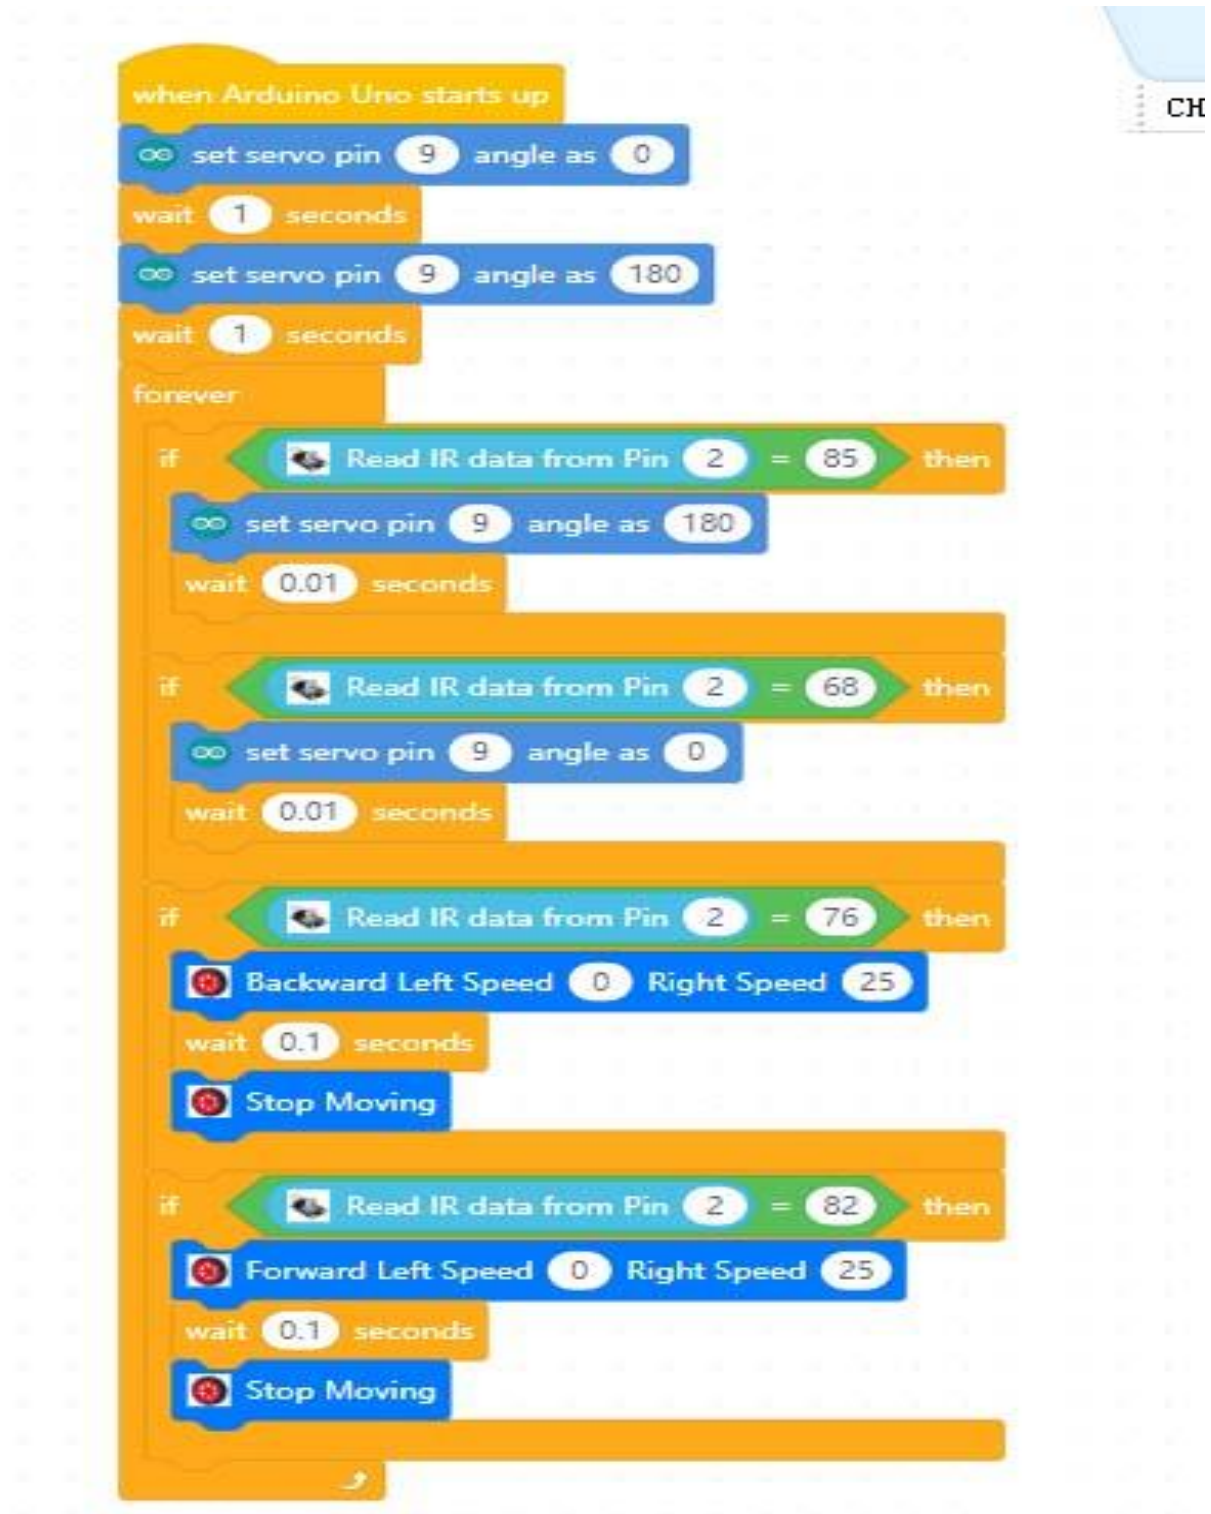 when Arduino Uno starts up
CH
set servo pin 9 angle as 0
wait 1 seconds
set servo pin 9 angle as 180
wait 1 seconds
forever
if Read IR data from Pin 2 = 85 then
set servo pin 9 angle as 180
wait 0.01 seconds
if Read IR data from Pin 2 = 68 then
set servo pin 9 angle as 0
wait 0.01 seconds
if Read IR data from Pin 2 = 76 then
Backward Left Speed 0 Right Speed 25
wait 0.1 seconds
Stop Moving
if Read IR data from Pin 2 = 82 then
Forward Left Speed 0 Right Speed 25
wait 0.1 seconds
Stop Moving